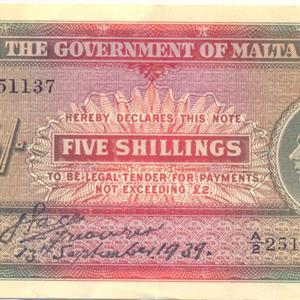 THE GOVERNMENT OF MALTA
51137
HEREBY DECLARES THIS NOTE
FIVE SHILLINGS
/-
TO BE LEGAL TENDER FOR PAYMENTS
NOT EXCEEDING £2
13th September 1939.
A/2 251